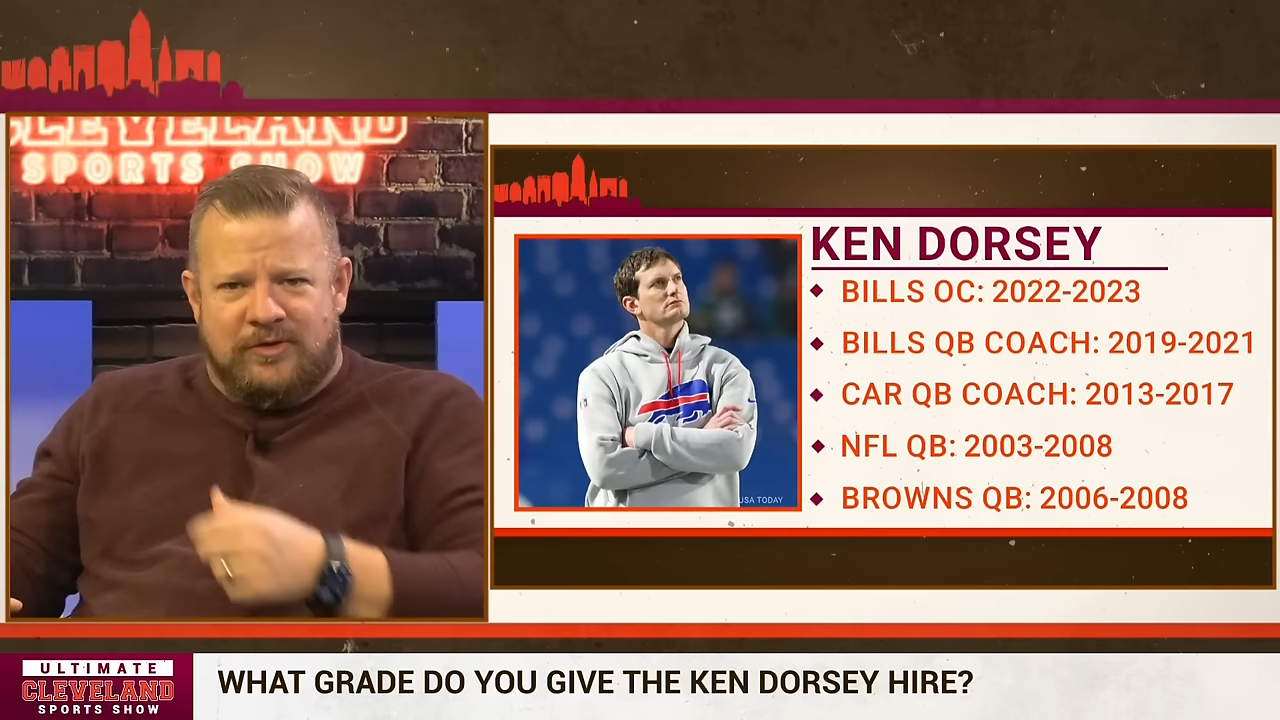 CLEVELAND
SPORTS SHOW
KEN DORSEY
BILLS OC: 2022-2023
BILLS QB COACH: 2019-2021
CAR QB COACH: 2013-2017
NFL QB: 2003-2008
BROWNS QB: 2006-2008
USA TODAY
ULTIMATE
CLEVELAND
SPORTS SHOW
WHAT GRADE DO YOU GIVE THE KEN DORSEY HIRE?